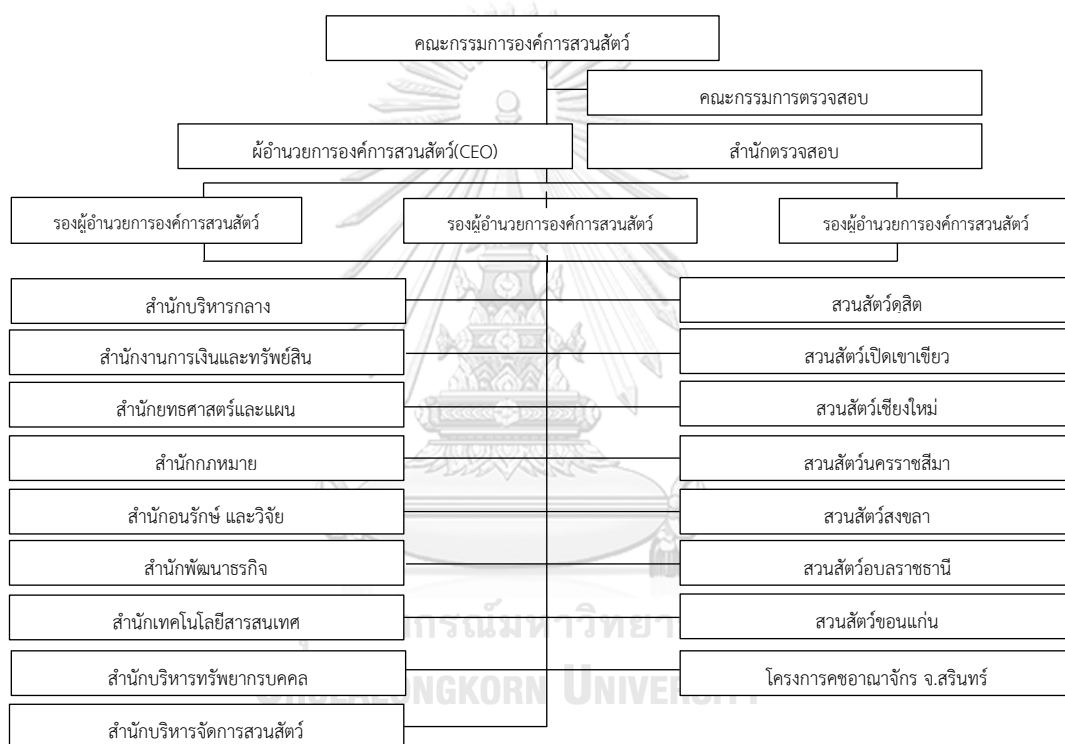 คณะกรรมการองค์การสวนสัตว์
คณะกรรมการตรวจสอบ
ผ้อำนวยการองค์การสวนสัตว์(CEO)
สำนักตรวจสอบ
รองผู้อำนวยการองค์การสวนสัตว์
รองผู้อำนวยการองค์การสวนสัตว์
รองผู้อำนวยการองค์การสวนสัตว์
สำนักบริหารกลาง
สวนสัตว์ดุสิต
สำนักงานการเงินและทรัพย์สิน
สวนสัตว์เปิดเขาเขียว
สำนักยทธศาสตร์และแผน
สวนสัตว์เชียงใหม่
สำนักกฎหมาย
สวนสัตว์นครราชสีมา
สำนักอนรักษ์ และวิจัย
สวนสัตว์สงขลา
สำนักพัฒนาธรกิจ
สวนสัตว์อบลราชธานี
สำนักเทคโนโลยีสารสนเทศ
สวนสัตว์ขอนแก่น
สำนักบริหารทรัพยากรบคคล
โครงการคชอาณาจักร จ.สรินทร์
สำนักบริหารจัดการสวนสัตว์
กรณ์มหาวิทยา
CHULALONGKORN UNIVERSITY